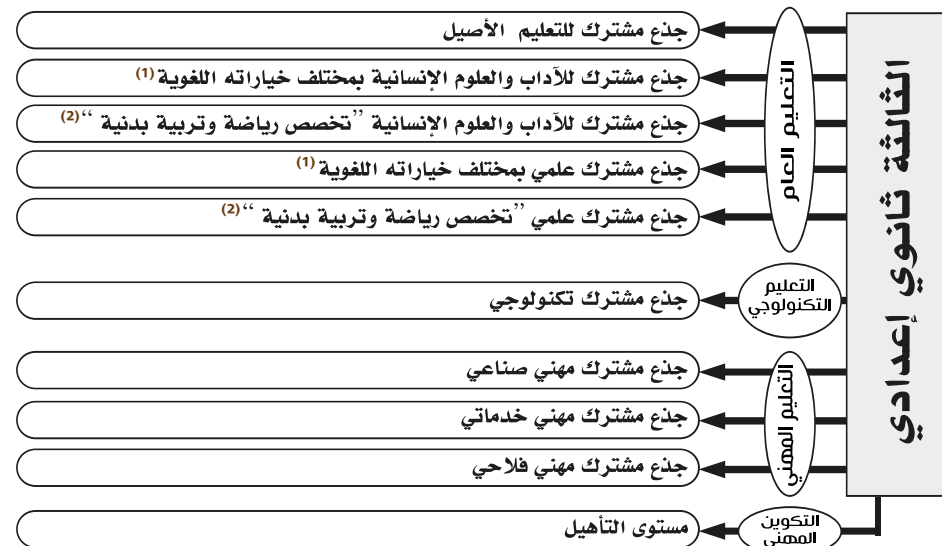 الثالثة ثانوي إعدادي
التعليم العام
جذع مشترك للتعليم الأصيل
جذع مشترك للآداب والعلوم الإنسانية بمختلف خياراته اللغوية (1)
جذع مشترك للآداب والعلوم الإنسانية ”تخصص رياضة وتربية بدنية “ (2)
جذع مشترك علمي بمختلف خياراته اللغوية (1)
جذع مشترك علمي ”تخصص رياضة وتربية بدنية “ (2)
التعليم
التكنولوجي
جذع مشترك تكنولوجي
التعليم المهني
جذع مشترك مهني صناعي
جذع مشترك مهني خدماتي
جذع مشترك مهني فلاحي
التكوين
المهني
مستوى التأهيل